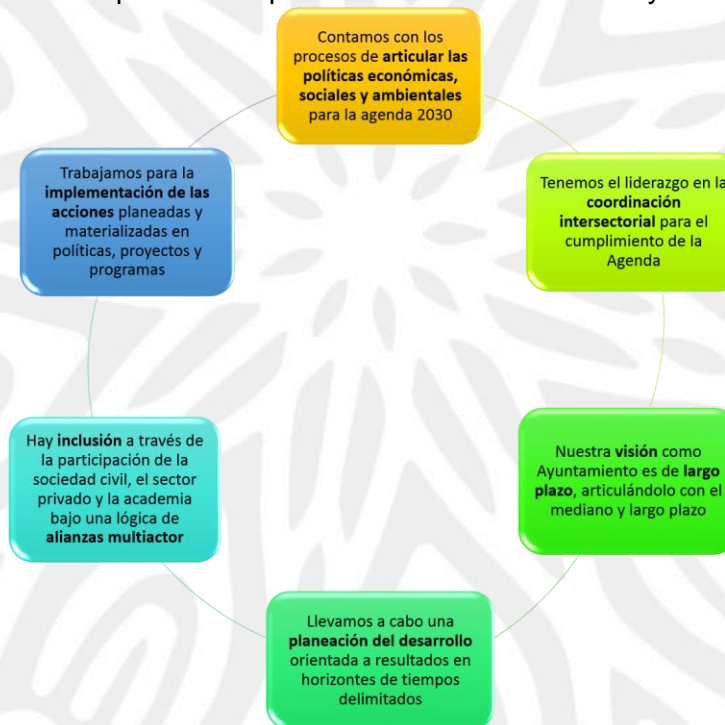 Contamos con los
procesos de articular las
políticas económicas,
sociales y ambientales
para la agenda 2030
Tenemos el liderazgo en la
coordinación
intersectorial para el
cumplimiento de la
Agenda
Nuestra visión como
Ayuntamiento es de largo
plazo, articulándolo con el
mediano y largo plazo
Llevamos a cabo una
planeación del desarrollo
orientada a resultados en
horizontes de tiempos
delimitados
Hay inclusión a través de
la participación de la
sociedad civil, el sector
privado y la academia
bajo una lógica de
alianzas multiactor
Trabajamos para la
implementación de las
acciones planeadas y
materializadas en
políticas, proyectos y
programas